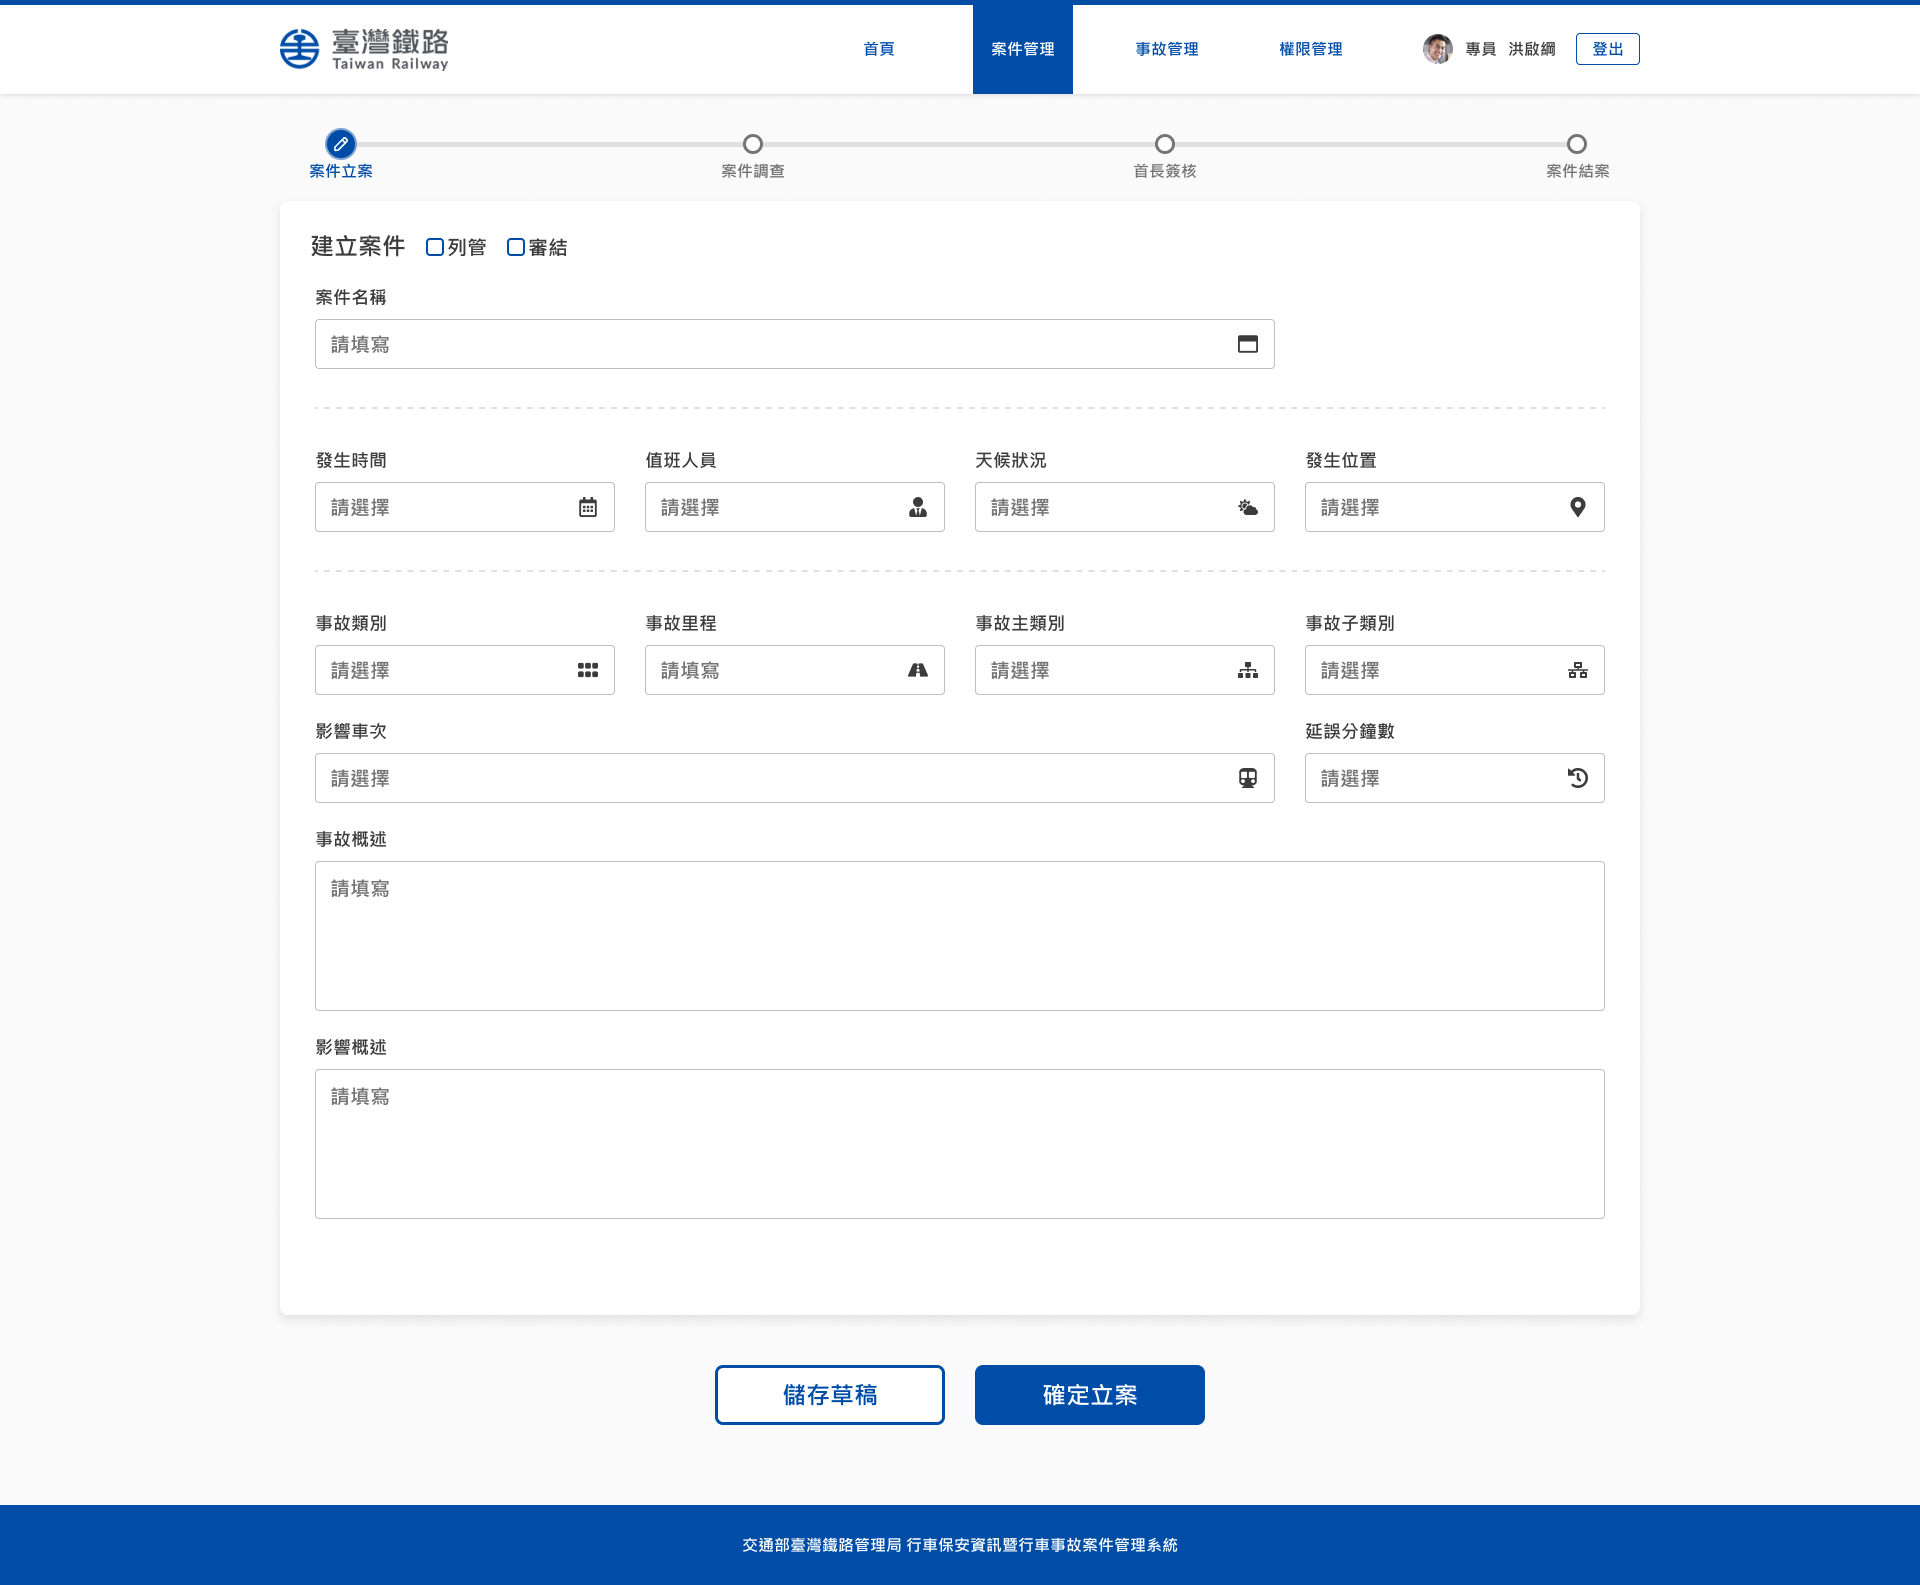 臺灣鐵路
Taiwan Railway
首頁
案件管理
事故管理
權限管理
專員 洪啟綱
登出
案件立案
案件調查
首長簽核
案件結案
建立案件
列管
審結
案件名稱
請填寫
發生時間
值班人員
天候狀況
發生位置
請選擇
請選擇
請選擇
請選擇
事故類別
事故里程
事故主類別
事故子類別
請選擇
請填寫
請選擇
請選擇
影響車次
延誤分鐘數
請選擇
請選擇
事故概述
請填寫
影響概述
請填寫
儲存草稿
確定立案
交通部臺灣鐵路管理局 行車保安資訊暨行車事故案件管理系統